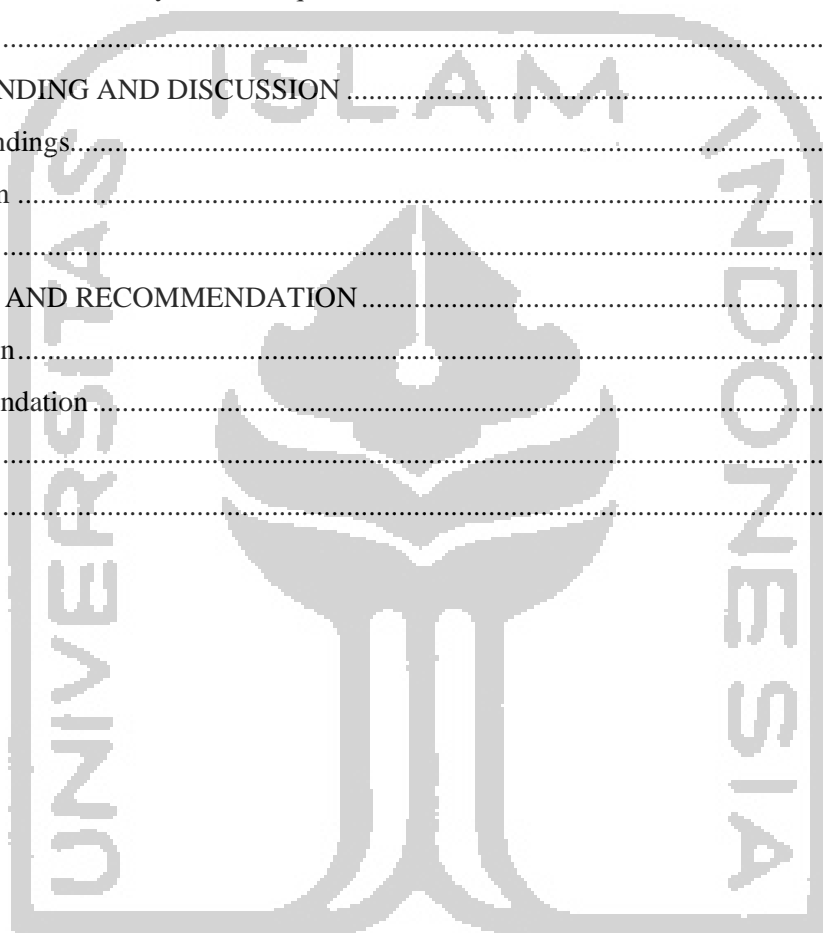 ....................
NDING AND DISCUSSION ....................
ndings ....................
n ....................
....................
AND RECOMMENDATION ....................
n ....................
ndation ....................
....................
....................
UNIVERSITAS
ISLAM
INDONESIA